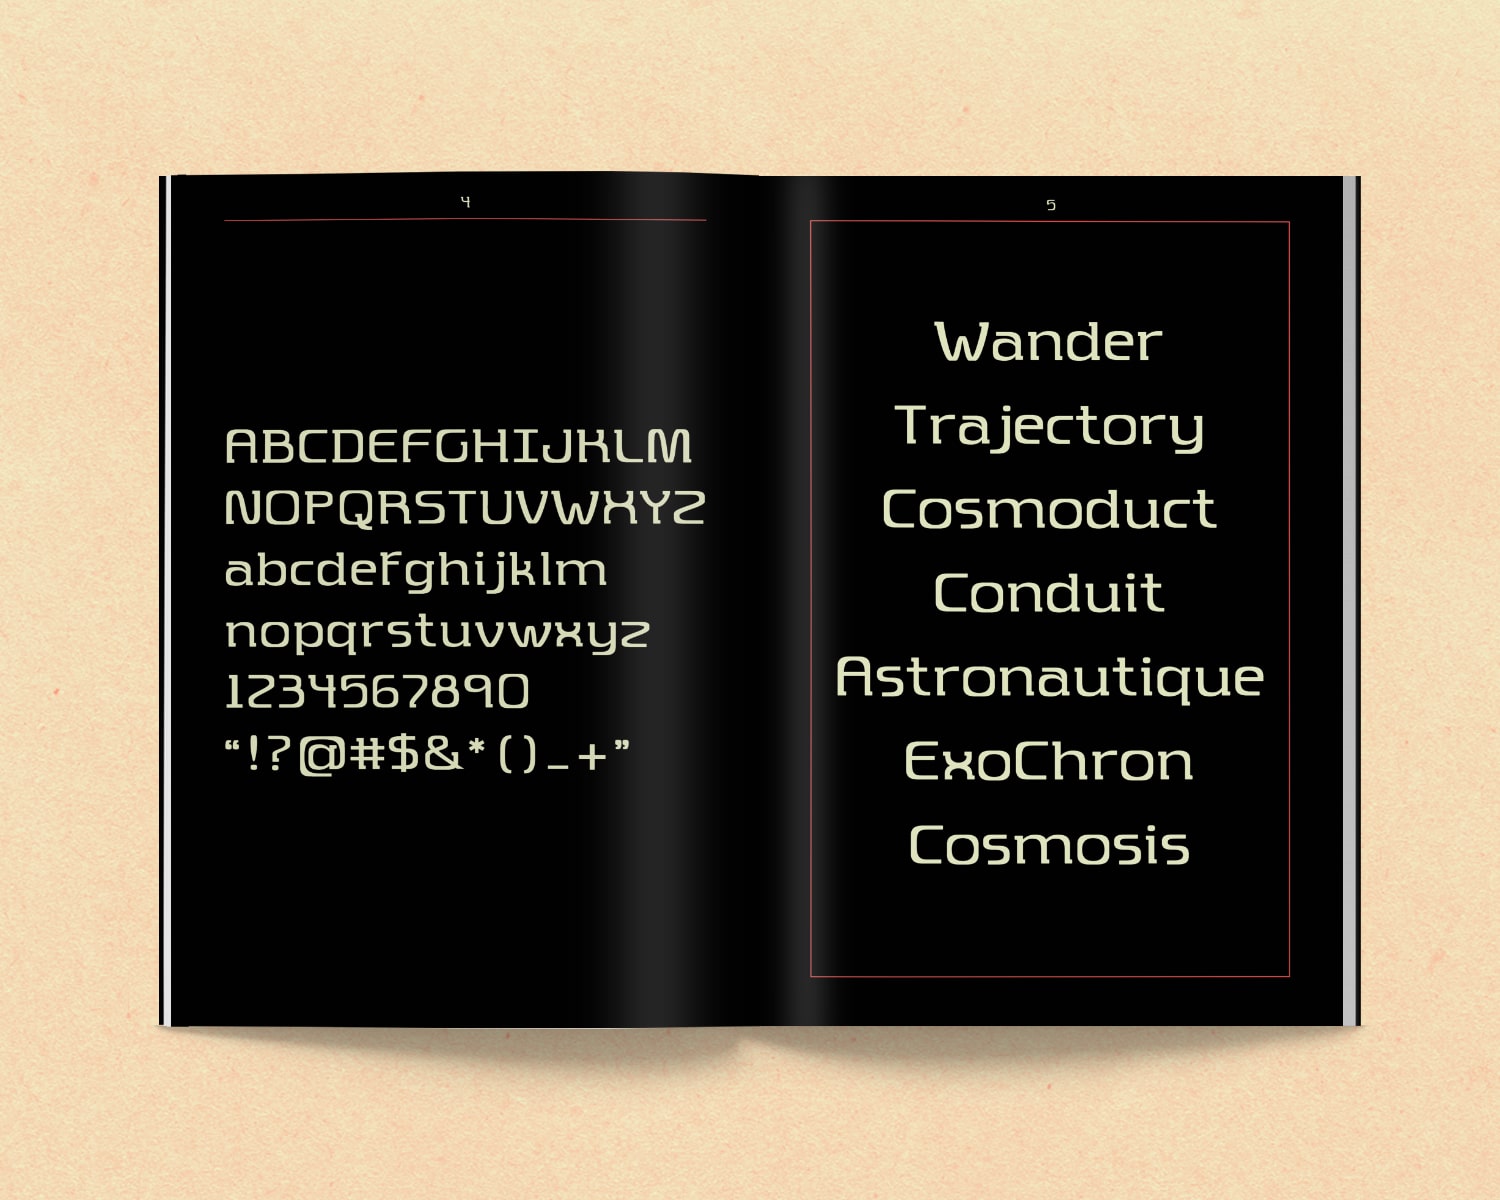 4
ABCDEFGHIJKLM
NOPQRSTUVWXYZ
abcdefghijklm
nopqrstuvwxyz
1234567890
“!?@#$&*()_+”
5
Wander
Trajectory
Cosmoduct
Conduit
Astronautique
ExoChron
Cosmosis